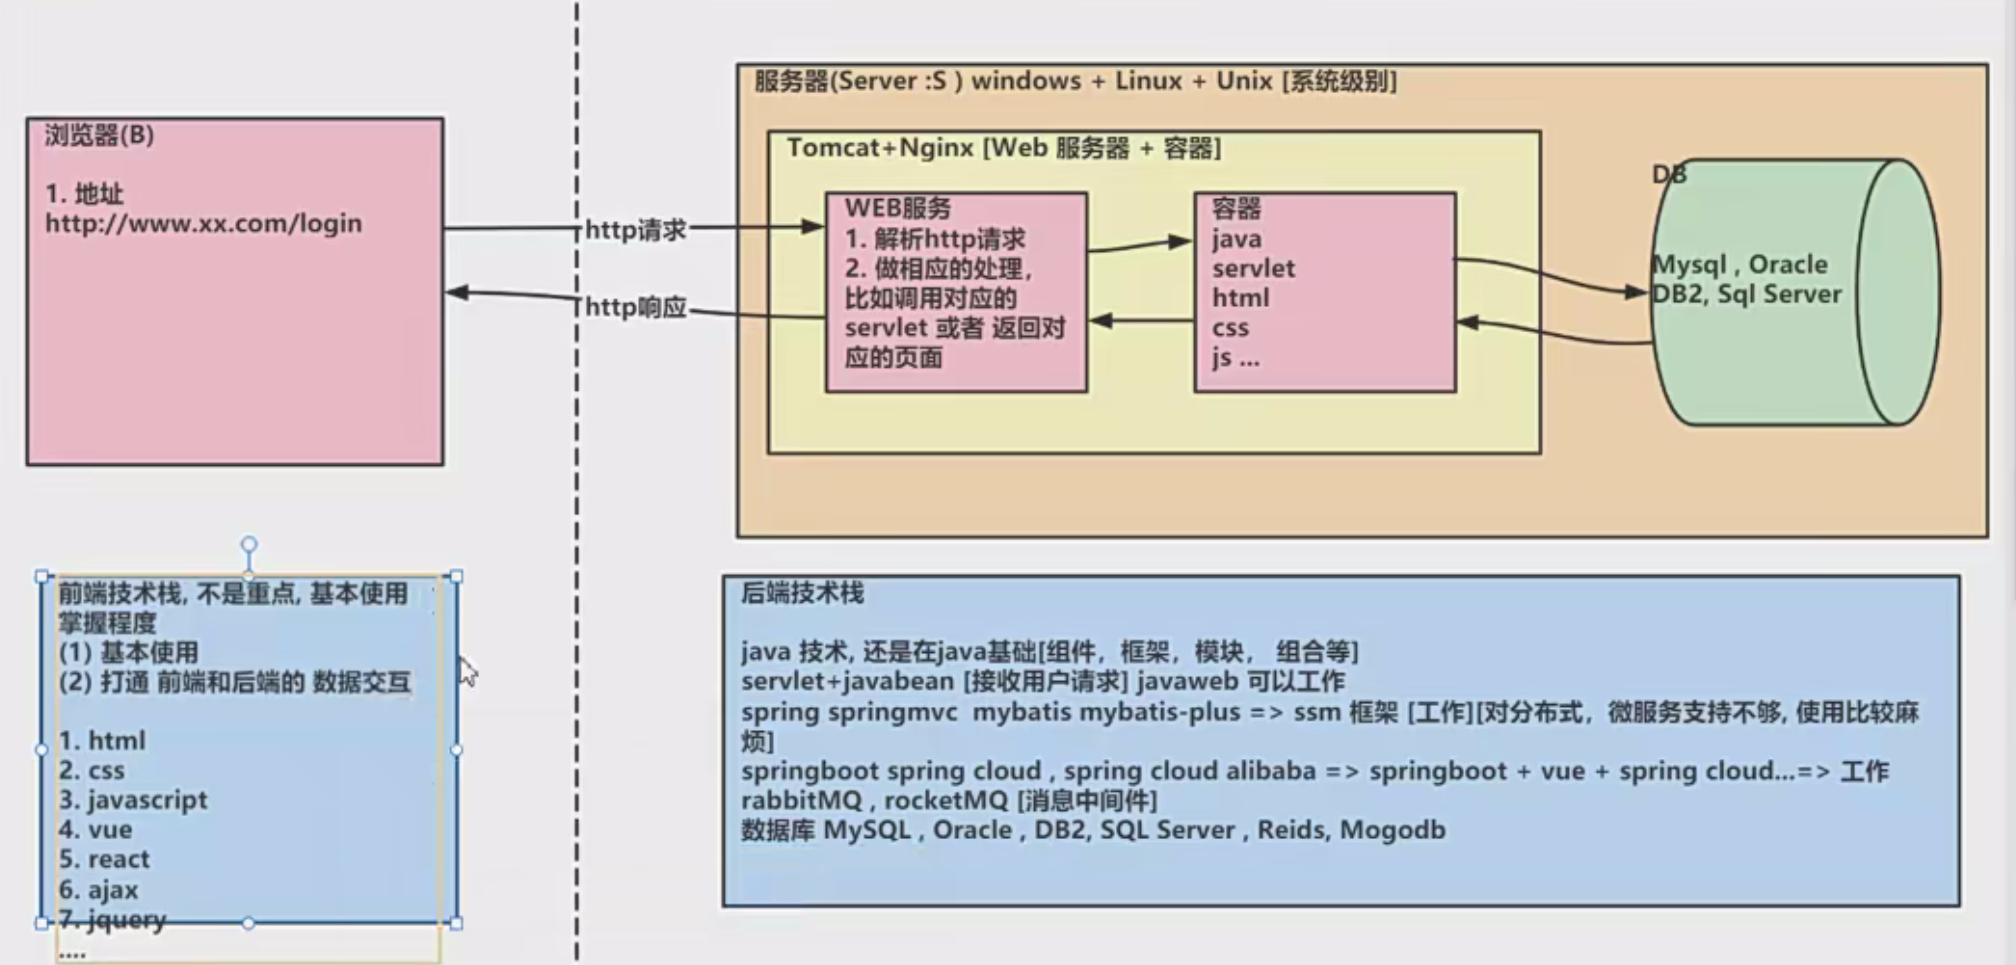 浏览器(B)
1. 地址
http://www.xx.com/login
http请求
http响应
服务器(Server :S ) windows + Linux + Unix [系统级别]
Tomcat+Nginx [Web 服务器 + 容器]
WEB服务
1. 解析http请求
2. 做相应的处理,
比如调用对应的
servlet 或者 返回对
应的页面
容器
java
servlet
html
css
js ...
DB
Mysql , Oracle
DB2, Sql Server
前端技术栈, 不是重点, 基本使用
掌握程度
(1) 基本使用
(2) 打通 前端和后端的 数据交互
1. html
2. css
3. javascript
4. vue
5. react
6. ajax
7. jquery
....
后端技术栈
java 技术, 还是在java基础[组件，框架，模块， 组合等]
servlet+javabean [接收用户请求] javaweb 可以工作
spring springmvc  mybatis mybatis-plus => ssm 框架 [工作][对分布式，微服务支持不够, 使用比较麻
烦]
springboot spring cloud , spring cloud alibaba => springboot + vue + spring cloud...=> 工作
rabbitMQ , rocketMQ [消息中间件]
数据库 MySQL , Oracle , DB2, SQL Server , Reids, Mogodb